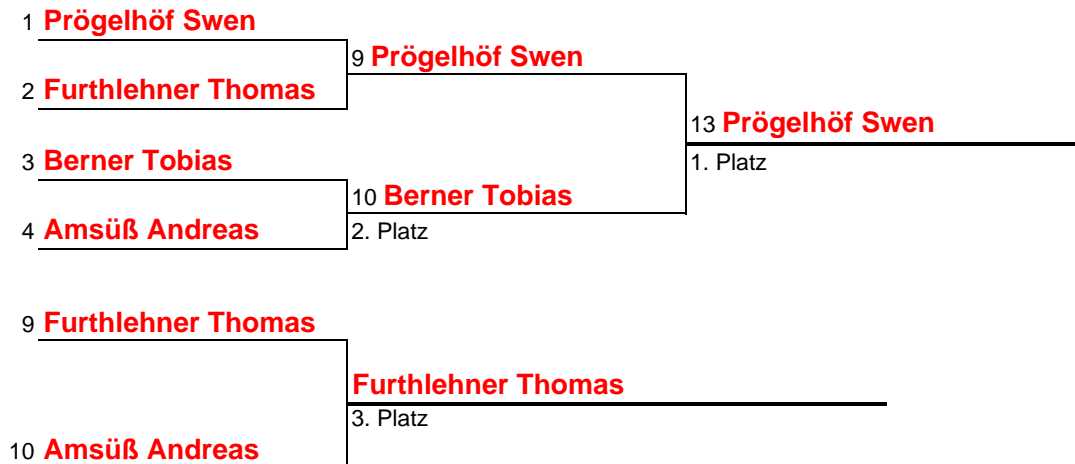 1 Prögelhöf Swen
9 Prögelhöf Swen
2 Furthlehner Thomas
13 Prögelhöf Swen
3 Berner Tobias
1. Platz
10 Berner Tobias
4 Amsüß Andreas
2. Platz
9 Furthlehner Thomas
Furthlehner Thomas
3. Platz
10 Amsüß Andreas